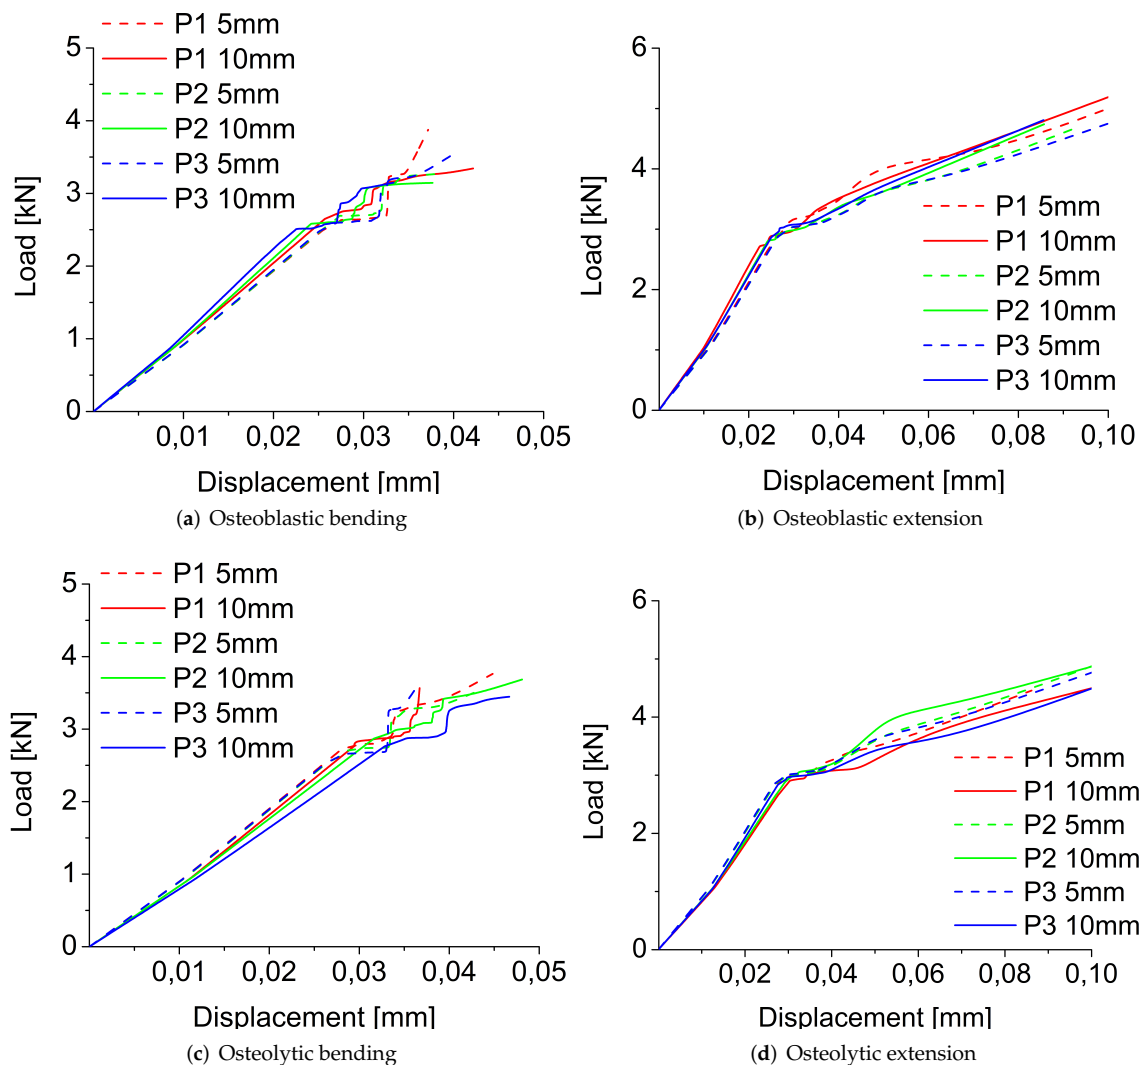 P1 5mm
P1 10mm
P2 5mm
P2 10mm
P3 5mm
P3 10mm
5
4
3
2
1
0
0,01 0,02 0,03 0,04 0,05
Load [kN]
Displacement [mm]
(a) Osteoblastic bending
6
4
2
0
0,02 0,04 0,06 0,08 0,10
Load [kN]
P1 5mm
P1 10mm
P2 5mm
P2 10mm
P3 5mm
P3 10mm
Displacement [mm]
(b) Osteoblastic extension
P1 5mm
P1 10mm
P2 5mm
P2 10mm
P3 5mm
P3 10mm
5
4
3
2
1
0
0,01 0,02 0,03 0,04 0,05
Load [kN]
Displacement [mm]
(c) Osteolytic bending
6
4
2
0
0,02 0,04 0,06 0,08 0,10
Load [kN]
P1 5mm
P1 10mm
P2 5mm
P2 10mm
P3 5mm
P3 10mm
Displacement [mm]
(d) Osteolytic extension